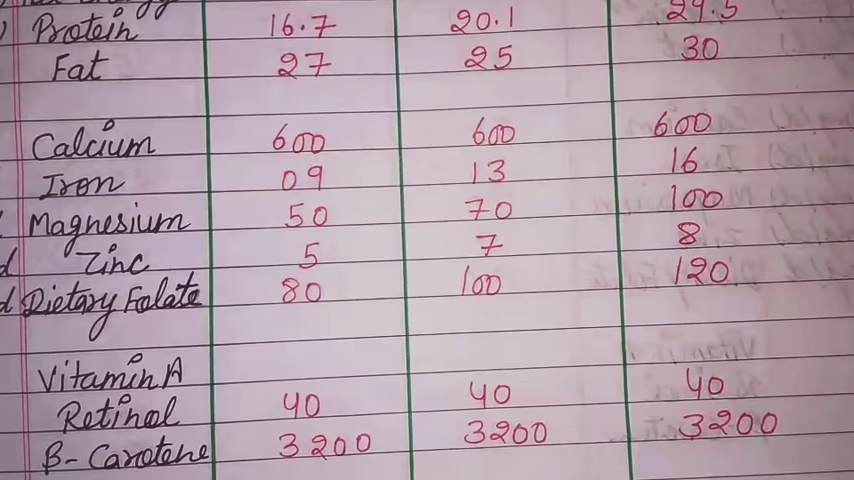 Protein 16.7 20.1 29.5
Fat 27 25 30
Calcium 600 600 600
Iron 09 13 16
Magnesium 50 70 100
d Zinc 5 7 8
d Dietary Folate 80 100 120
Vitamin A
Retinol 40 40 40
β- Carotene 3200 3200 3200